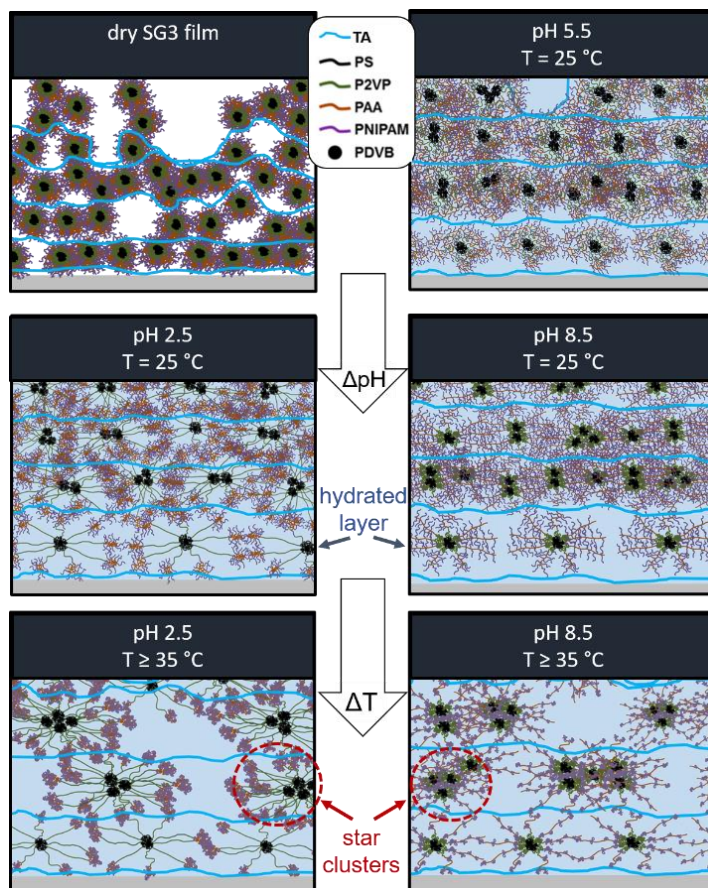 dry SG3 film
TA
PS
P2VP
PAA
PNIPAM
PDVB
pH 5.5
T = 25 °C
pH 2.5
T = 25 °C
ΔpH
pH 8.5
T = 25 °C
hydrated
layer
pH 2.5
T ≥ 35 °C
ΔT
pH 8.5
T ≥ 35 °C
star
clusters